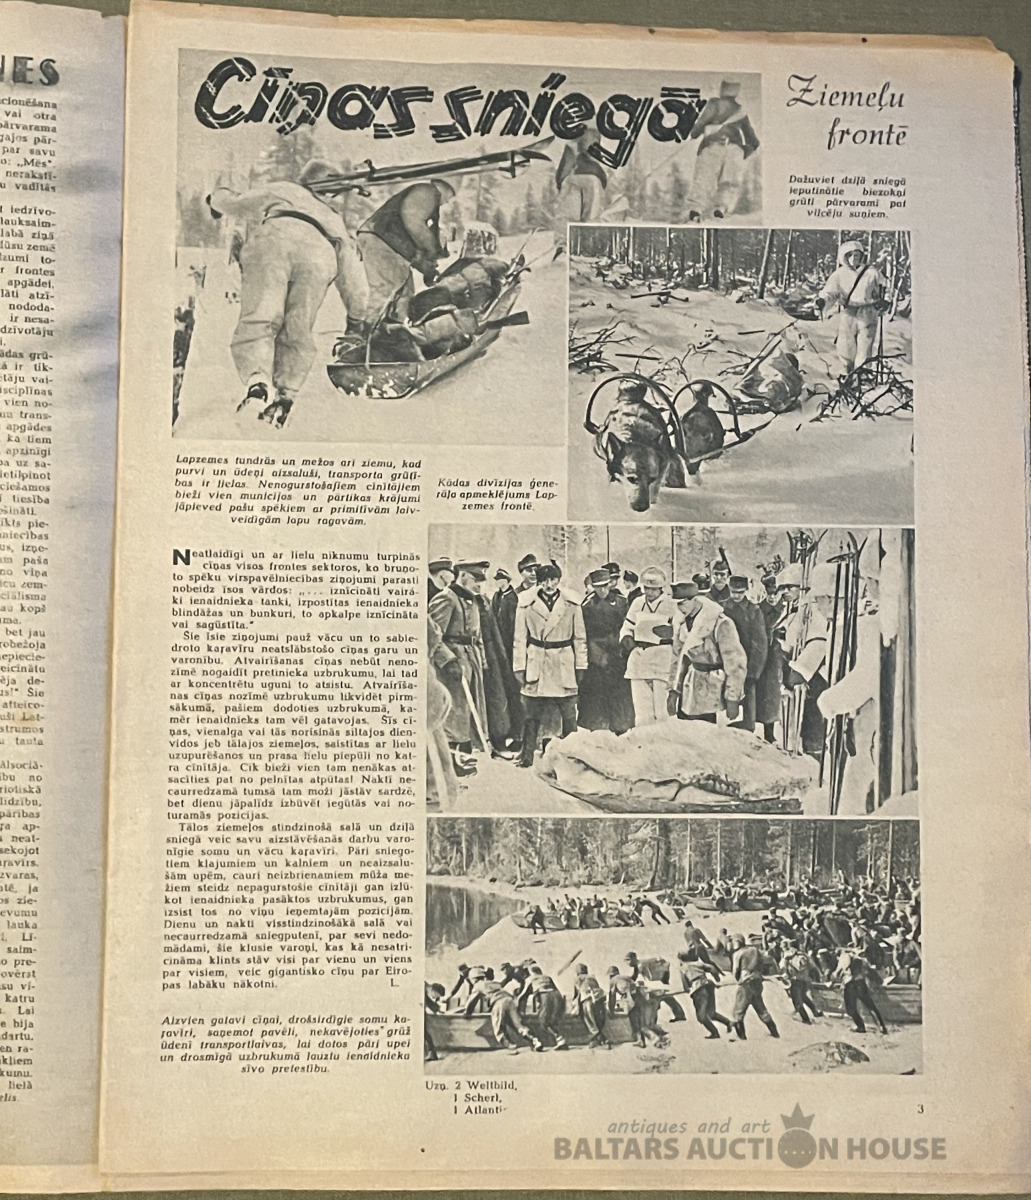 NES
Cīņas sniegā
Ziemeļu
frontē
Dažuviet dziļā sniegā
ieputinātie biezokņi
grūti pārvarami pat
vilcēju suņiem.
Lapzemes tundrās un mežos arī ziemu, kad
purvi un ūdeņi aizsaluši, transporta grūtī-
bas ir lielas. Nenogurstošajiem cīnītājiem
bieži vien municijas un pārtikas krājumi
jāpieved pašu spēkiem ar primitīvām laiv-
veidīgām lapu ragavām.
Kādas divīzijas ģene-
rāļa apmeklējums Lap-
zemes frontē.
Neatlaidīgi un ar lielu niknumu turpinās
cīņas visos frontes sektoros, ko bruņo-
to spēku virspavēlniecības ziņojumi parasti
nobeidz īsos vārdos: „... iznīcināti vairā-
ki ienaidnieka tanki, izpostītas ienaidnieka
blindāžas un bunkuri, to apkalpe iznīcināta
vai sagūstīta."
Šie īsie ziņojumi pauž vācu un to sabie-
droto kaŗavīru neatslābstošo cīņas garu un
varonību. Atvairīšanas cīņas nebūt neno-
zīmē nogaidīt pretinieka uzbrukumu, lai tad
ar koncentrētu uguni to atsistu. Atvairīša-
nas cīņas nozīmē uzbrukumu likvidēt pirm-
sākumā, pašiem dodoties uzbrukumā, ka-
mēr ienaidnieks tam vēl gatavojas. Šīs cī-
ņas, vienalga vai tās norisinās siltajos dien-
vidos jeb tālajos ziemeļos, saistītas ar lielu
uzupurēšanos un prasa lielu piepūli no kat-
ra cīnītāja. Cik bieži vien tam nenākas at-
sacīties pat no pelnītas atpūtas! Naktī ne-
caurredzamā tumsā tam modi jāstāv sardzē,
bet dienu jāpalīdz izbūvēt iegūtās vai no-
turamās pozicijas.
Tālos ziemeļos stindzinošā salā un dziļā
sniegā veic savu aizstāvēšanās darbu varo-
nīgie somu un vācu kaŗavīri. Pāri sniego-
tiem klajumiem un kalniem un neaizsalu-
šām upēm, cauri neizbrienamiem mūža me-
žiem steidz nepagurstošie cīnītāji gan izlū-
kot ienaidnieka pasāktos uzbrukumus, gan
izsist tos no viņu ieņemtajām pozicijām.
Dienu un nakti visstindzinošākā salā vai
necaurredzamā sniegputenī, par sevi nedo-
mādami, šie klusie varoņi, kas kā nesatri-
cināma klints stāv visi par vienu un viens
par visiem, veic gigantisko cīņu par Eiro-
pas labāku nākotni. L.
Aizvien gatavi cīņai, drošsirdīgie somu ka-
ŗavīri, saņemot pavēli, nekavējoties grūž
ūdenī transportlaivas, lai dotos pāri upei
un drosmīgā uzbrukumā lauztu ienaidnieka
sīvo pretestību.
Uzņ. 2 Weltbild,
1 Scherl,
1 Atlantic
3
antiques and art
BALTARS AUCTION HOUSE